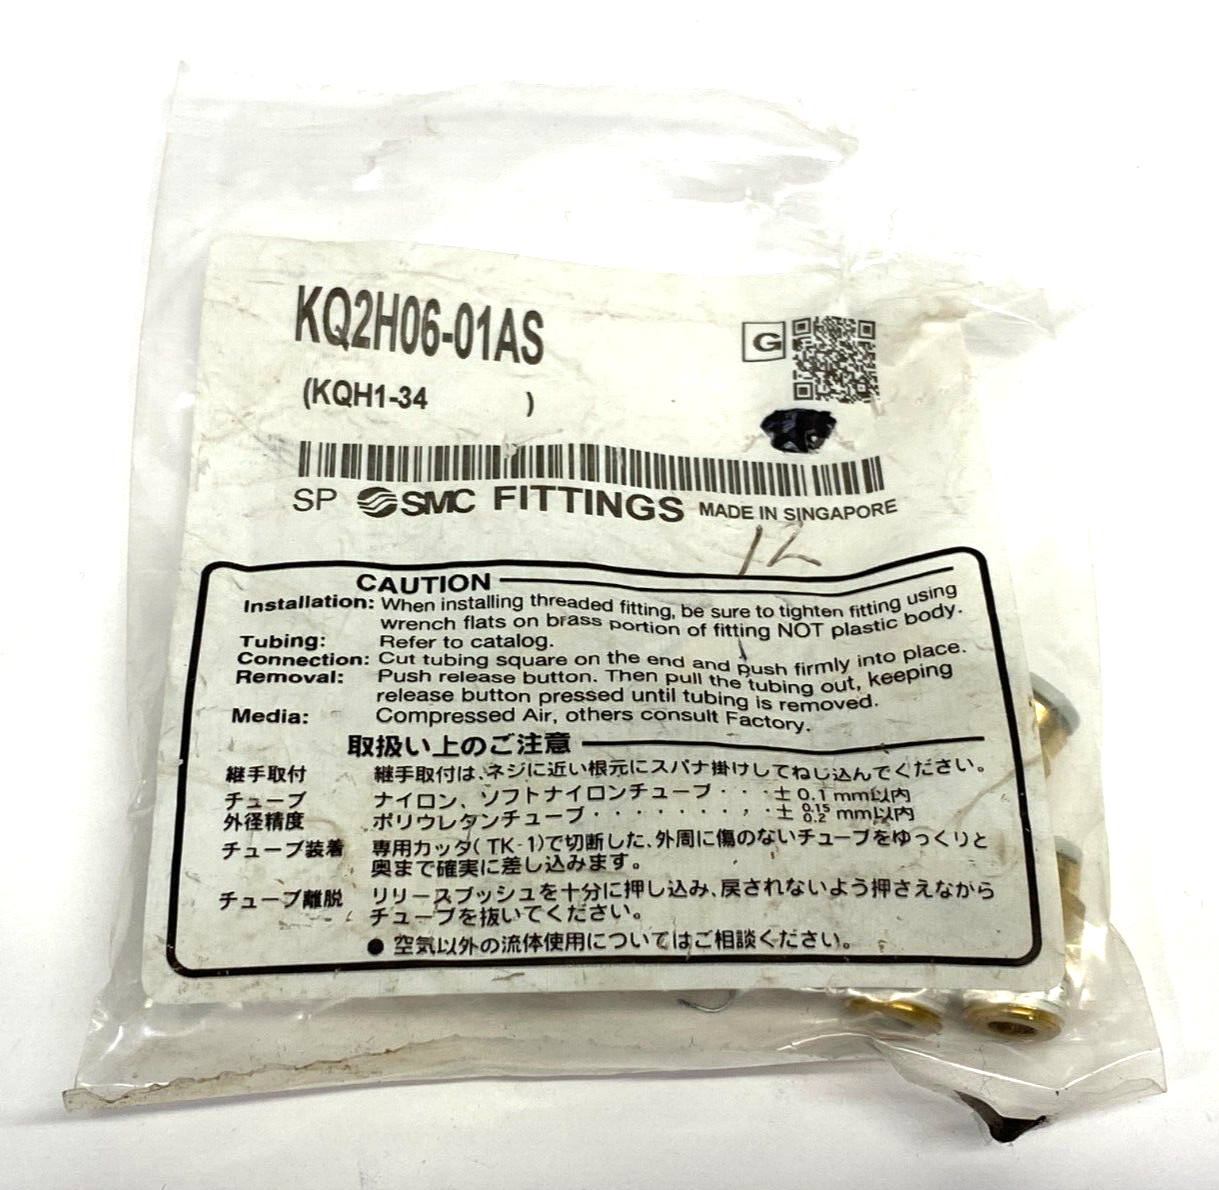 KQ2H06-01AS
G
(KQH1-34 )
SP SMC FITTINGS MADE IN SINGAPORE
12
CAUTION
Installation: When installing threaded fitting, be sure to tighten fitting using
wrench flats on brass portion of fitting NOT plastic body.
Tubing: Refer to catalog.
Connection: Cut tubing square on the end and push firmly into place.
Removal: Push release button. Then pull the tubing out, keeping
release button pressed until tubing is removed.
Media: Compressed Air, others consult Factory.
取扱い上のご注意
継手取付 継手取付は、ネジに近い根元にスパナ掛けしてねじ込んでください。
チューブ ナイロン、ソフトナイロンチューブ・・・± 0.1 mm以内
外径精度 ポリウレタンチューブ・・・・・・・・・± 0.15 0.2 mm以内
チューブ装着 専用カッタ(TK-1)で切断した、外周に傷のないチューブをゆっくりと
奥まで確実に差し込みます。
チューブ離脱 リリースブッシュを十分に押し込み、戻されないよう押さえながら
チューブを抜いてください。
● 空気以外の流体使用についてはご相談ください。